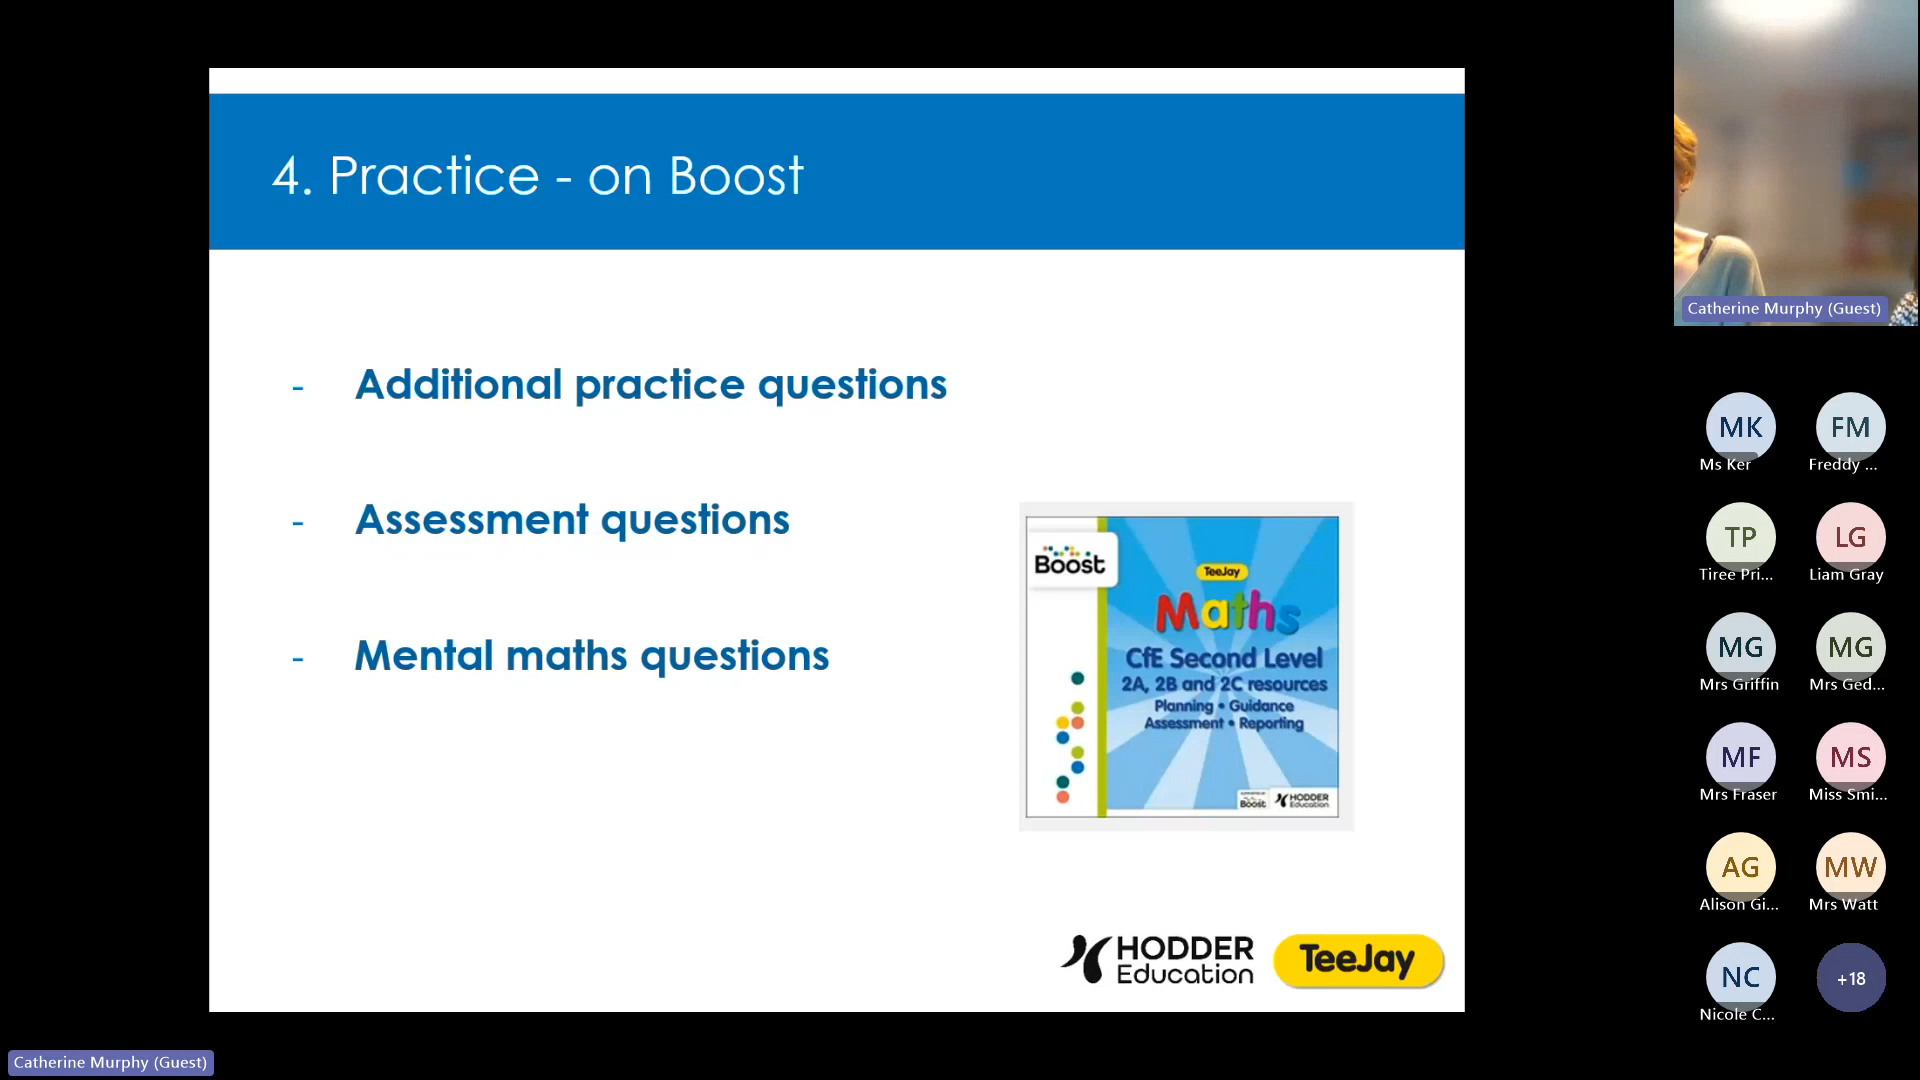 4. Practice - on Boost
- Additional practice questions
- Assessment questions
- Mental maths questions
Boost
TeeJay
Maths
CfE Second Level
2A, 2B and 2C resources
Planning • Guidance
Assessment • Reporting
Boost
HODDER
Education
HODDER
Education
TeeJay
Catherine Murphy (Guest)
MK
FM
Ms Ker
Freddy ...
TP
LG
Tiree Pri...
Liam Gray
MG
MG
Mrs Griffin
Mrs Ged...
MF
MS
Mrs Fraser
Miss Smi...
AG
MW
Alison Gi...
Mrs Watt
NC
+18
Nicole C...
Catherine Murphy (Guest)